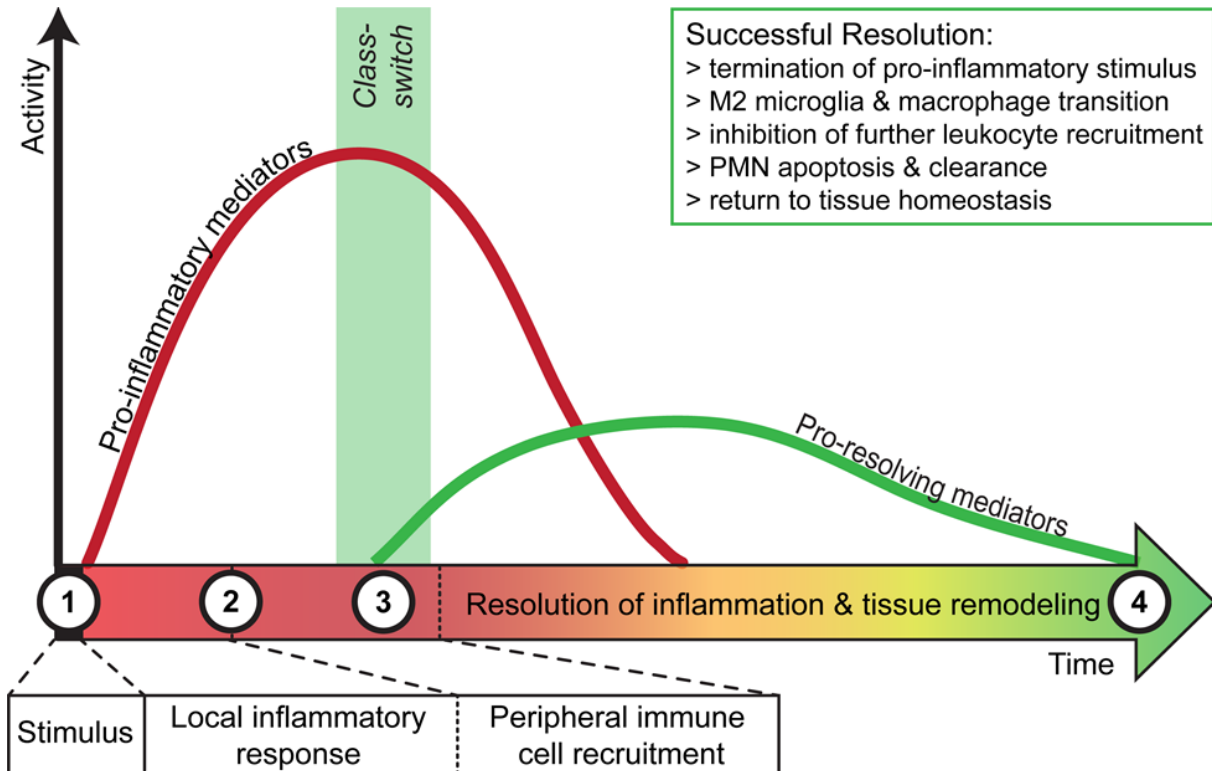 Activity
Class-
switch
Pro-inflammatory mediators
Successful Resolution:
> termination of pro-inflammatory stimulus
> M2 microglia & macrophage transition
> inhibition of further leukocyte recruitment
> PMN apoptosis & clearance
> return to tissue homeostasis
Pro-resolving mediators
1
2
3
Resolution of inflammation & tissue remodeling
4
Time
Stimulus
Local inflammatory
response
Peripheral immune
cell recruitment